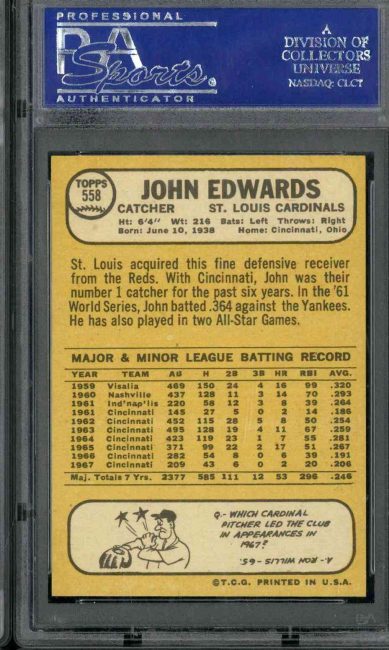 PROFESSIONAL
PSA
Sports
AUTHENTICATOR
A
DIVISION OF
COLLECTORS
UNIVERSE
NASDAQ: CLCT
TOPPS
558
JOHN EDWARDS
CATCHER ST. LOUIS CARDINALS
Ht: 6'4" Wt: 216 Bats: Left Throws: Right
Born: June 10, 1938 Home: Cincinnati, Ohio
St. Louis acquired this fine defensive receiver
from the Reds. With Cincinnati, John was their
number 1 catcher for the past six years. In the '61
World Series, John batted .364 against the Yankees.
He has also played in two All-Star Games.
MAJOR & MINOR LEAGUE BATTING RECORD
YEAR TEAM AB H 2B 3B HR RBI AVG.
1959 Visalia 469 150 24 4 16 99 .320
1960 Nashville 437 128 11 3 14 70 .293
1961 Ind'nap'lis 220 58 12 3 8 39 .264
1961 Cincinnati 145 27 5 0 2 14 .186
1962 Cincinnati 452 115 28 5 8 50 .254
1963 Cincinnati 495 128 19 4 11 67 .259
1964 Cincinnati 423 119 23 1 7 55 .281
1965 Cincinnati 371 99 22 2 17 51 .267
1966 Cincinnati 282 54 8 0 6 39 .191
1967 Cincinnati 209 43 6 0 2 20 .206
Maj. Totals 7 Yrs. 2377 585 111 12 53 296 .246
Q.- WHICH CARDINAL
PITCHER LED THE CLUB
IN APPEARANCES IN
1967?
A.- RON WILLIS - 65.
©T.C.G. PRINTED IN U.S.A.